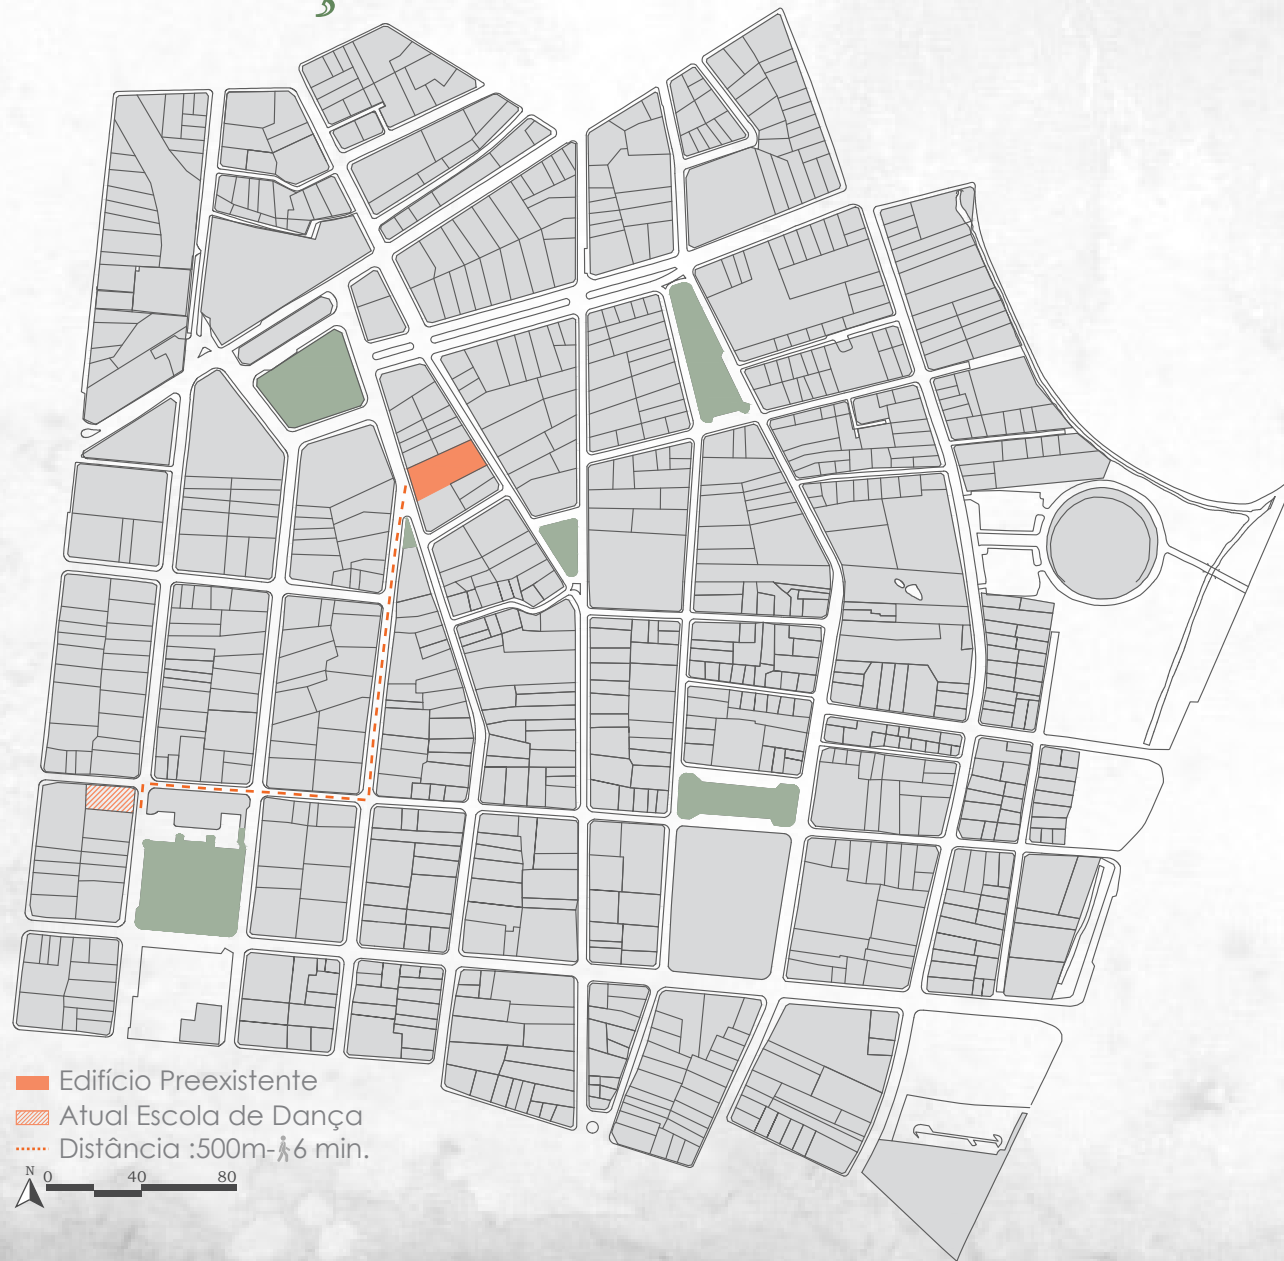 Edifício Preexistente
Atual Escola de Dança
Distância :500m- 6 min.
N 0 40 80